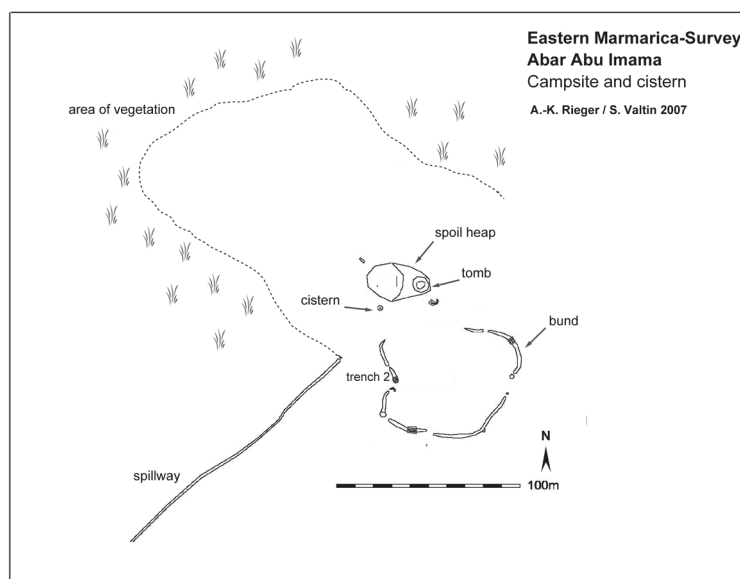 Eastern Marmarica-Survey
Abar Abu Imama
Campsite and cistern
A.-K. Rieger / S. Valtin 2007
area of vegetation
spoil heap
tomb
cistern
bund
trench 2
spillway
N
100m